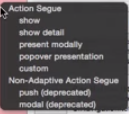 Action Segue
show
show detail
present modally
popover presentation
custom
Non-Adaptive Action Segue
push (deprecated)
modal (deprecated)